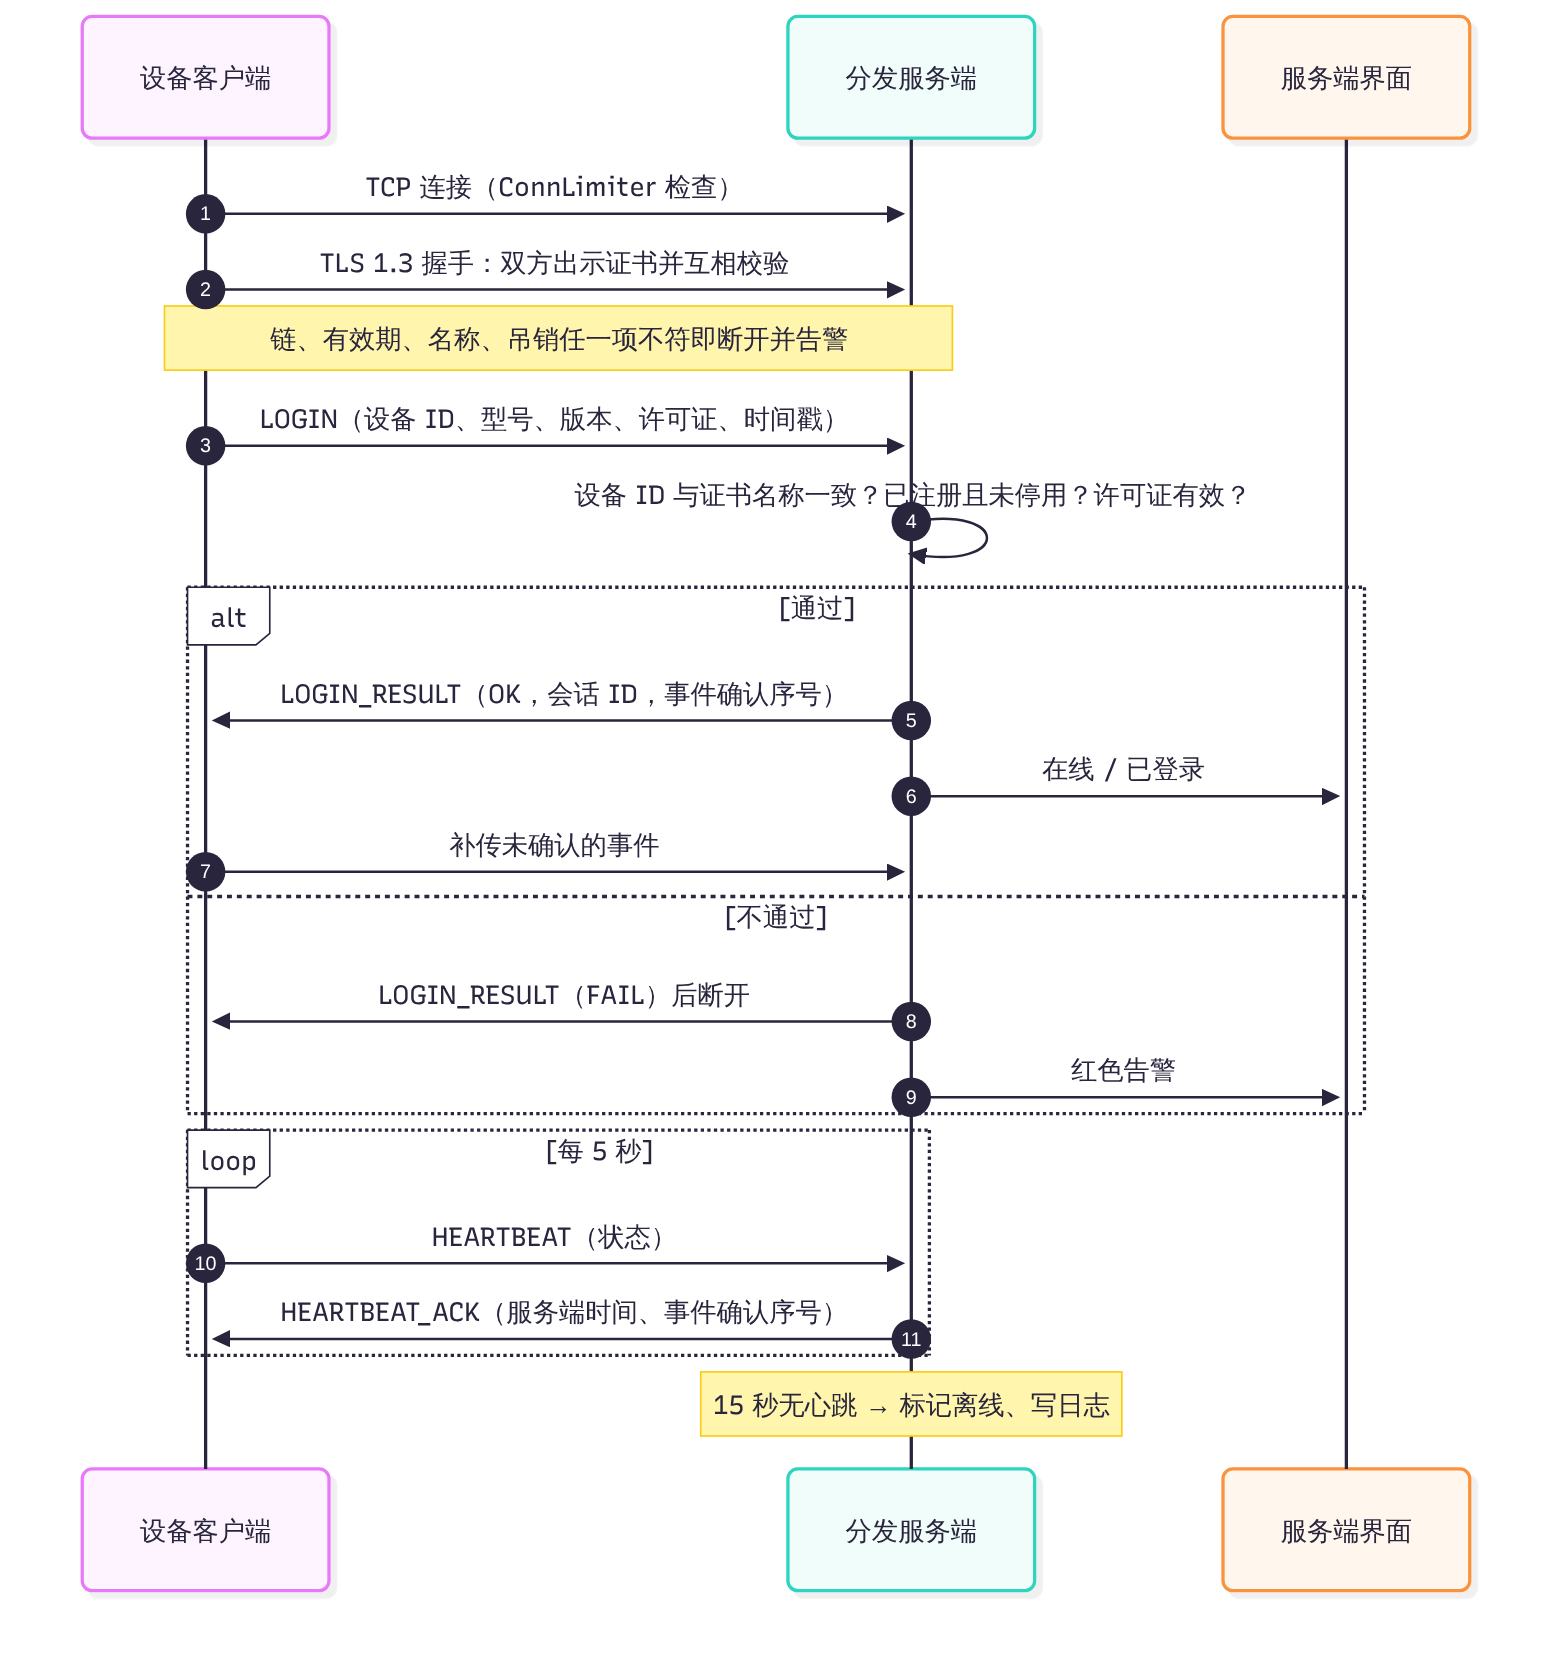 设备客户端
分发服务端
服务端界面
TCP 连接（ConnLimiter 检查）
1
TLS 1.3 握手：双方出示证书并互相校验
2
链、有效期、名称、吊销任一项不符即断开并告警
LOGIN（设备 ID、型号、版本、许可证、时间戳）
3
设备 ID 与证书名称一致？已注册且未停用？许可证有效？
4
alt
[通过]
LOGIN_RESULT（OK，会话 ID，事件确认序号）
5
在线 / 已登录
6
补传未确认的事件
7
[不通过]
LOGIN_RESULT（FAIL）后断开
8
红色告警
9
loop
[每 5 秒]
HEARTBEAT（状态）
10
HEARTBEAT_ACK（服务端时间、事件确认序号）
11
15 秒无心跳 → 标记离线、写日志
设备客户端
分发服务端
服务端界面